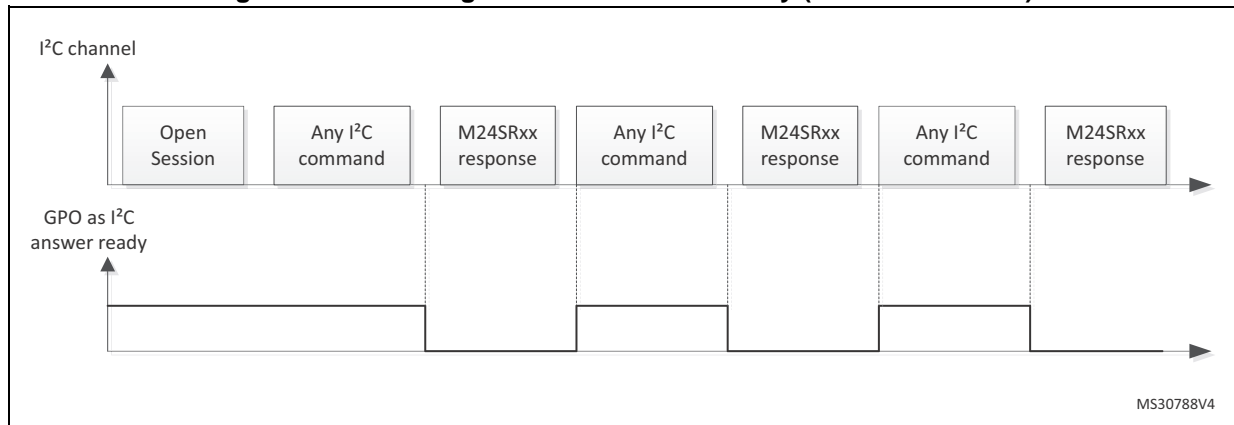 I²C channel
Open
Session
Any I²C
command
M24SRxx
response
Any I²C
command
M24SRxx
response
Any I²C
command
M24SRxx
response
GPO as I²C
answer ready
MS30788V4